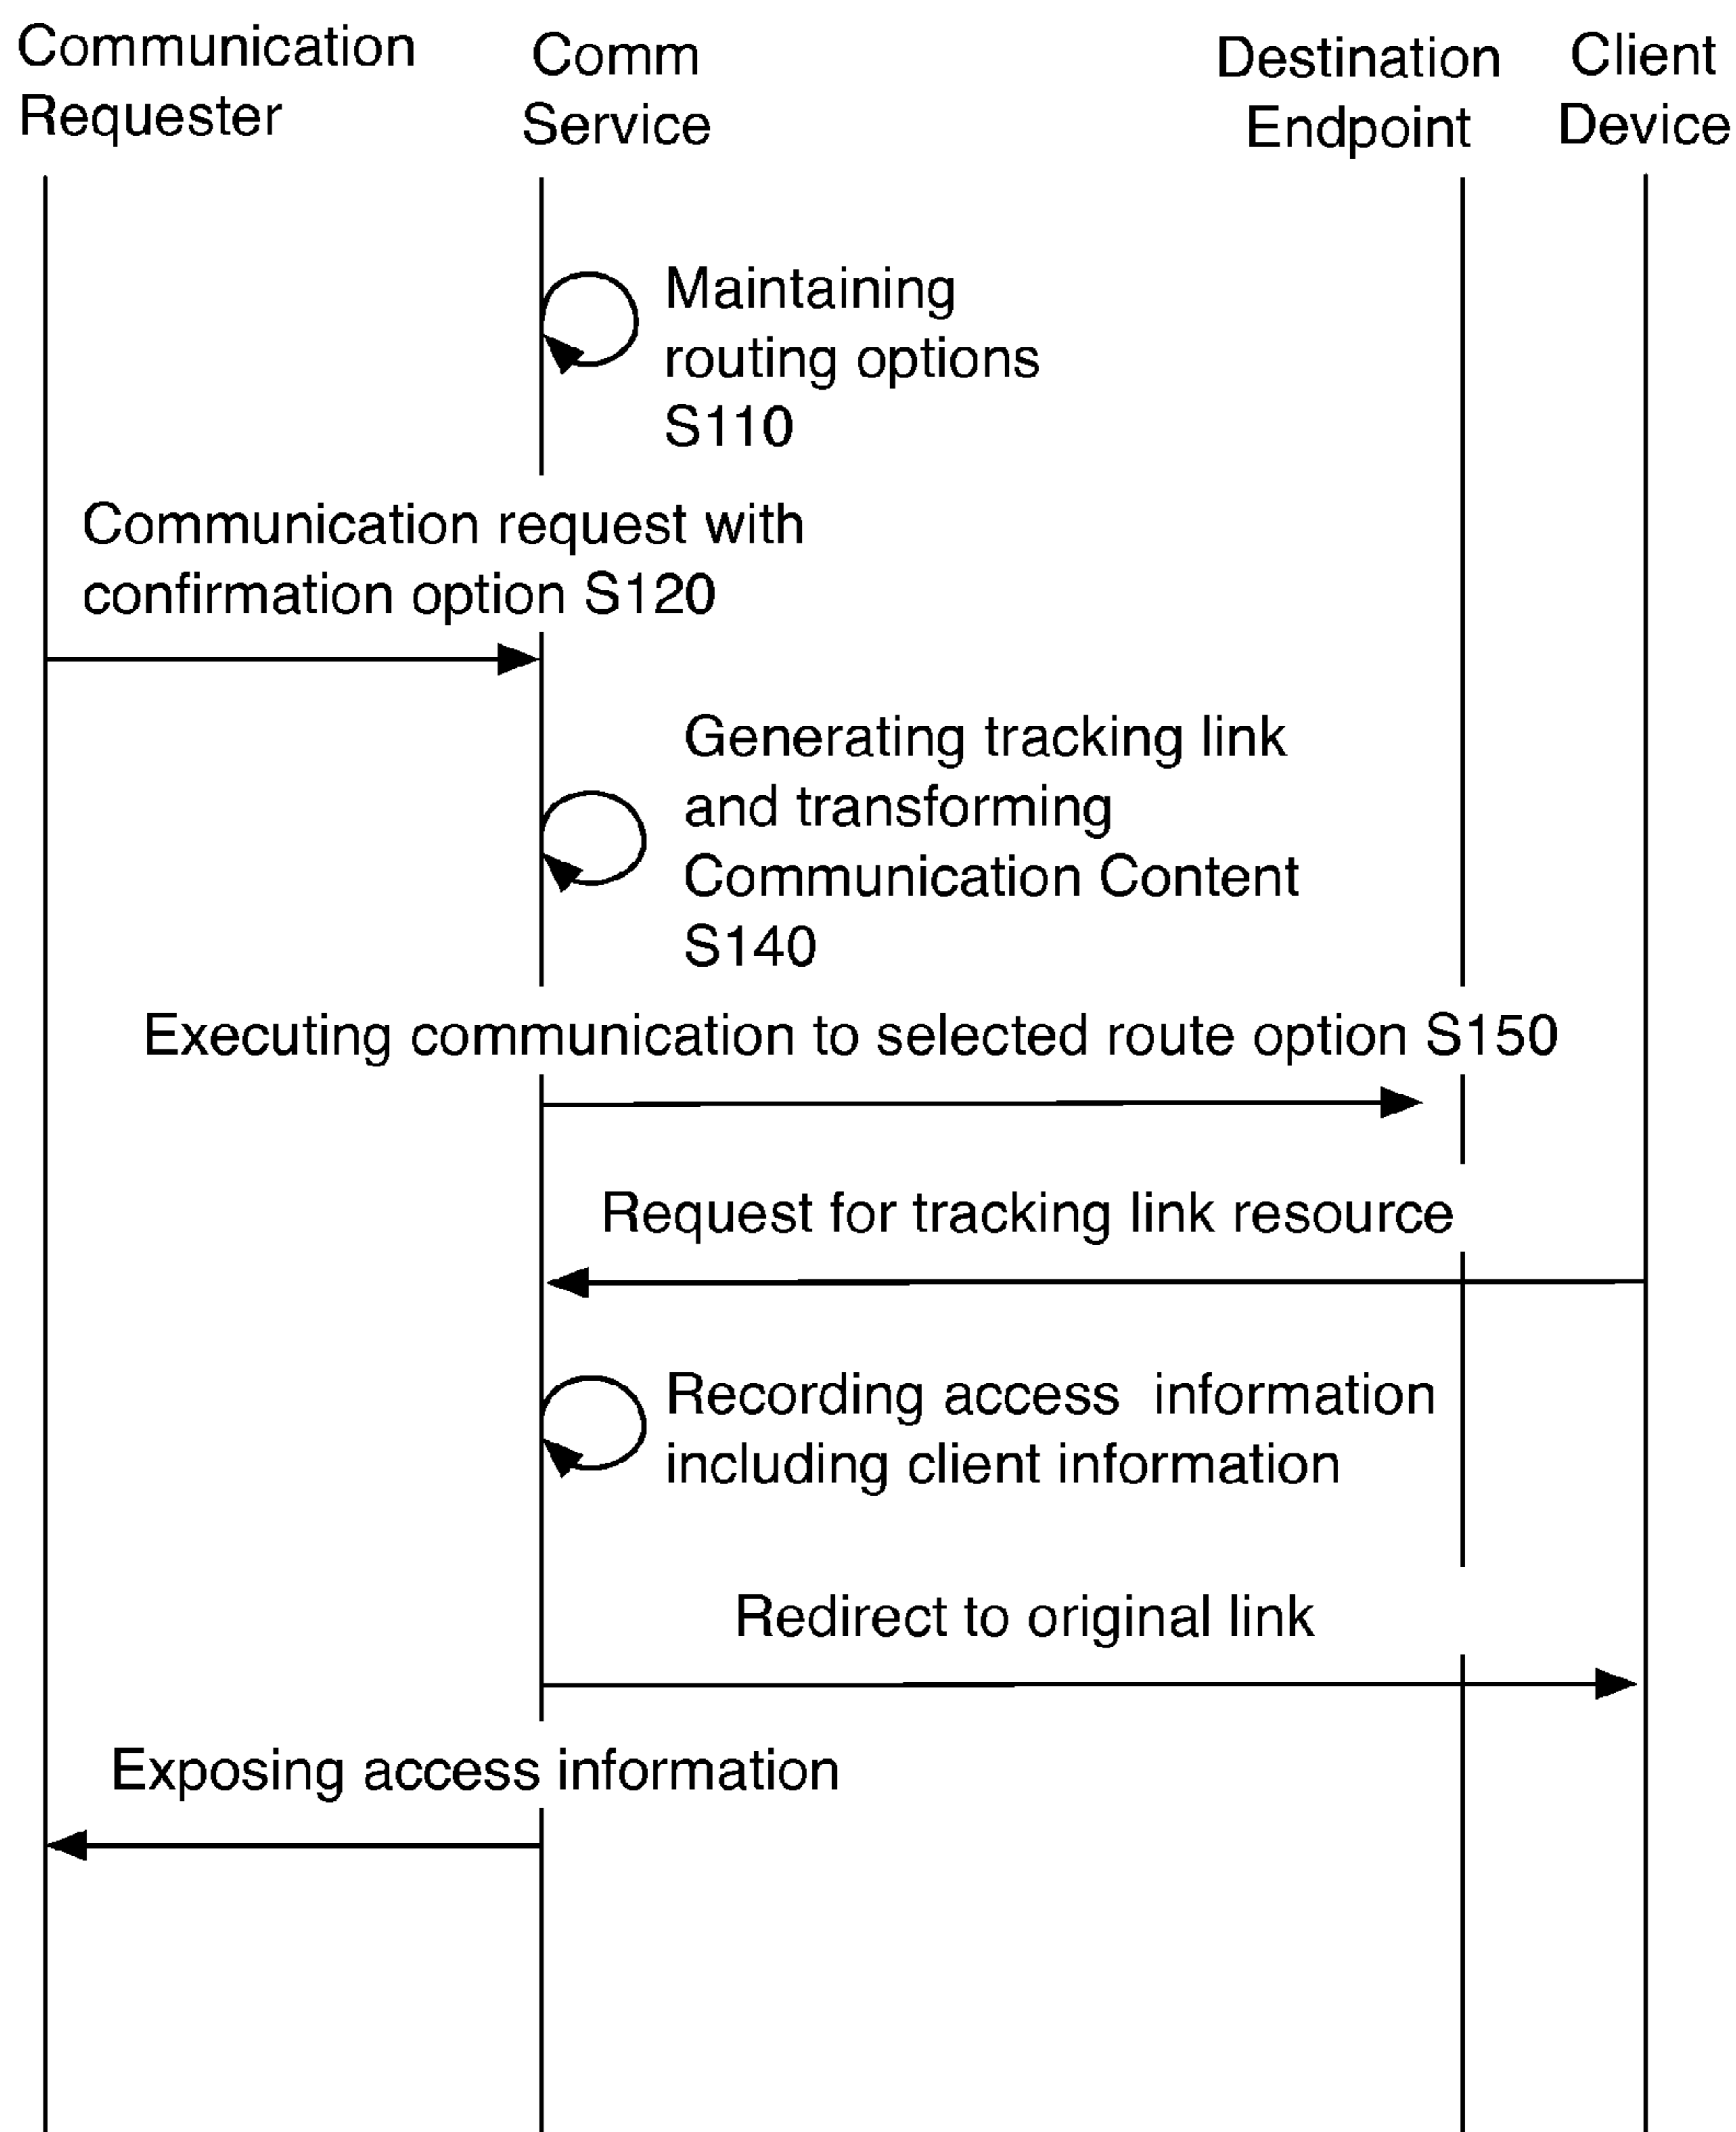 Communication
Requester
Comm
Service
Destination
Endpoint
Client
Device
Maintaining
routing options
S110
Communication request with
confirmation option S120
Generating tracking link
and transforming
Communication Content
S140
Executing communication to selected route option S150
Request for tracking link resource
Recording access information
including client information
Redirect to original link
Exposing access information